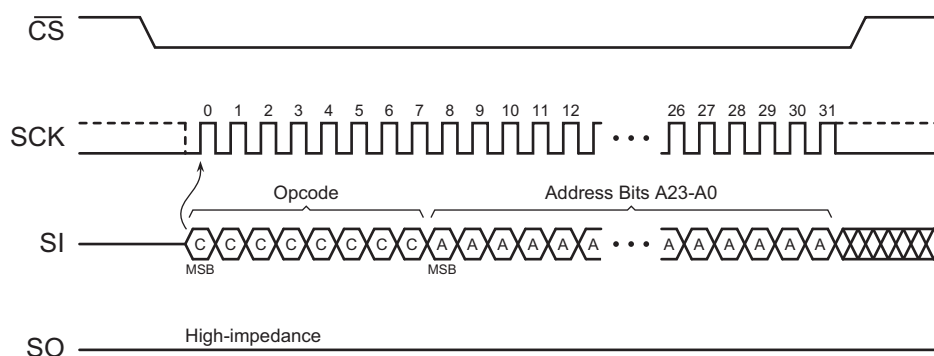 CS
0 1 2 3 4 5 6 7 8 9 10 11 12 26 27 28 29 30 31
SCK
Opcode Address Bits A23-A0
SI C C C C C C C C A A A A A A A A A A A A
MSB MSB
High-impedance
SO